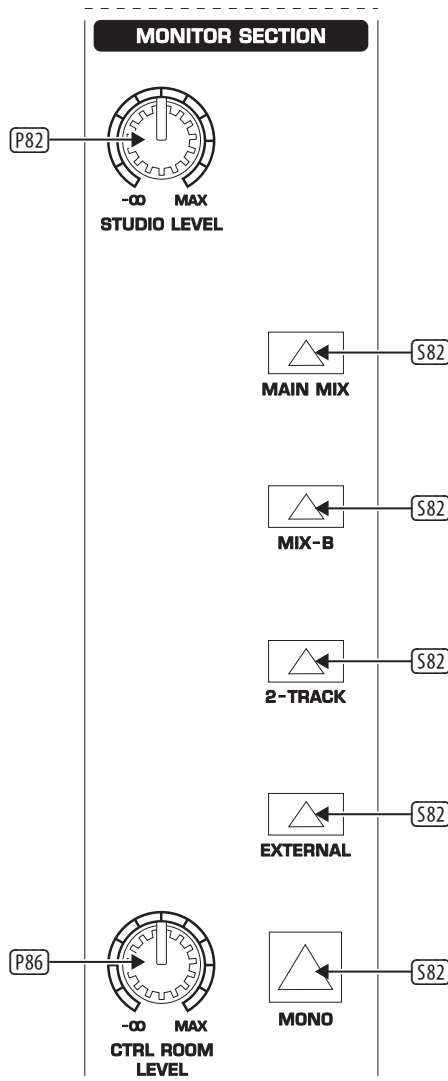 MONITOR SECTION
P82
-∞ MAX
STUDIO LEVEL
S82
MAIN MIX
S82
MIX-B
S82
2-TRACK
S82
EXTERNAL
P86
S82
-∞ MAX
MONO
CTRL ROOM
LEVEL